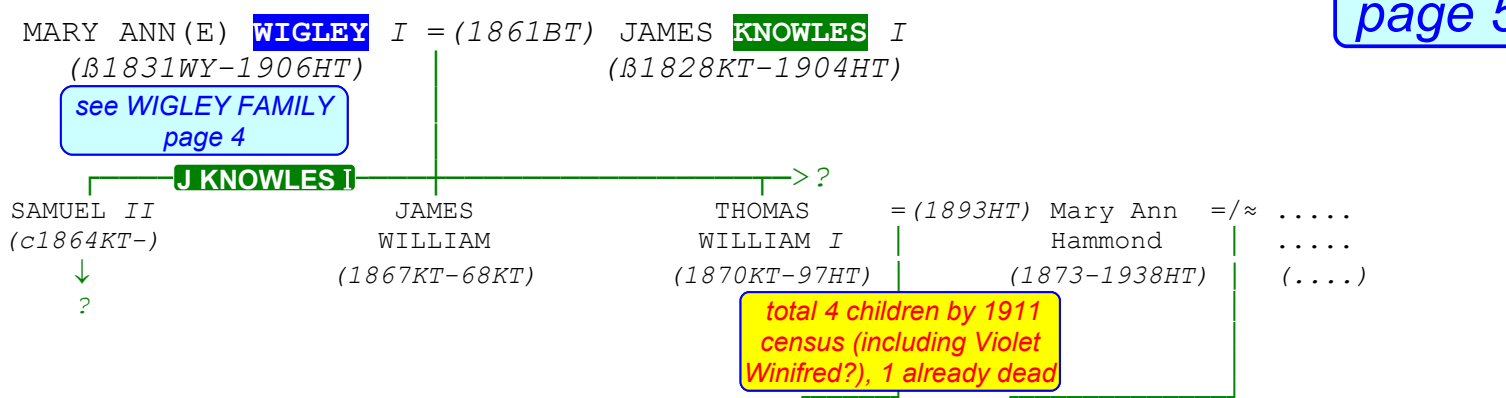 page 5
MARY ANN(E) WIGLEY I =(1861BT) JAMES KNOWLES I
(ß1831WY-1906HT) (ß1828KT-1904HT)
see WIGLEY FAMILY
page 4
J KNOWLES I >?
SAMUEL II JAMES THOMAS =(1893HT) Mary Ann =/≈ .....
(c1864KT-) WILLIAM WILLIAM I Hammond .....
↓ (1867KT-68KT) (1870KT-97HT) (1873-1938HT) (....)
?
total 4 children by 1911
census (including Violet
Winifred?), 1 already dead